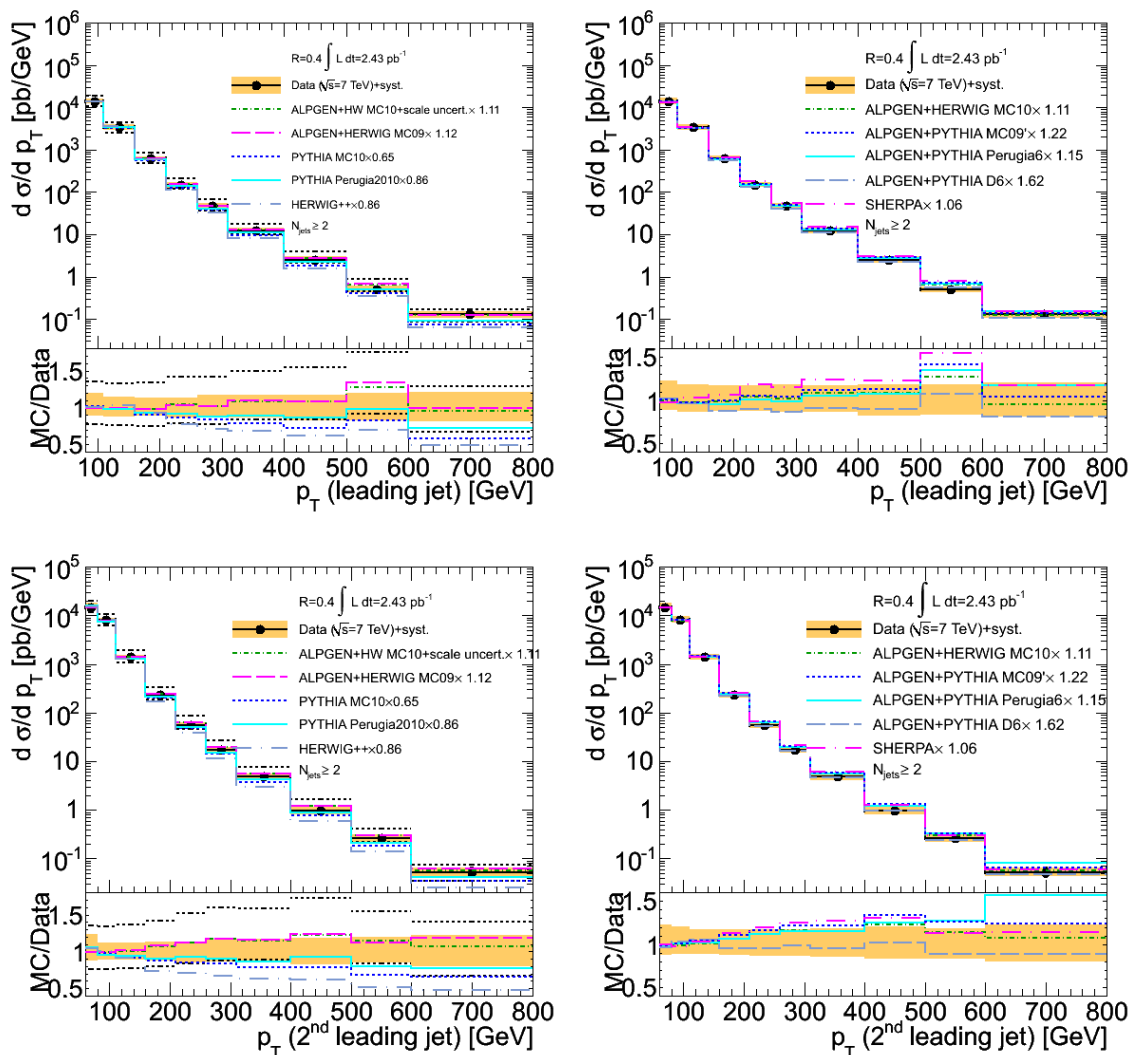 dσ/d p_T [pb/GeV]
10^6
10^5
10^4
10^3
10^2
10
1
10^-1
R=0.4 ∫ L dt=2.43 pb^-1
Data (√s=7 TeV)+syst.
ALPGEN+HW MC10+scale uncert.× 1.11
ALPGEN+HERWIG MC09× 1.12
PYTHIA MC10×0.65
PYTHIA Perugia2010×0.86
HERWIG++×0.86
N_jets ≥ 2
MC/Data
1.5
1
0.5
100 200 300 400 500 600 700 800
p_T (leading jet) [GeV]
dσ/d p_T [pb/GeV]
10^6
10^5
10^4
10^3
10^2
10
1
10^-1
R=0.4 ∫ L dt=2.43 pb^-1
Data (√s=7 TeV)+syst.
ALPGEN+HERWIG MC10× 1.11
ALPGEN+PYTHIA MC09'× 1.22
ALPGEN+PYTHIA Perugia6× 1.15
ALPGEN+PYTHIA D6× 1.62
SHERPA× 1.06
N_jets ≥ 2
MC/Data
1.5
1
0.5
100 200 300 400 500 600 700 800
p_T (leading jet) [GeV]
dσ/d p_T [pb/GeV]
10^5
10^4
10^3
10^2
10
1
10^-1
R=0.4 ∫ L dt=2.43 pb^-1
Data (√s=7 TeV)+syst.
ALPGEN+HW MC10+scale uncert.× 1.11
ALPGEN+HERWIG MC09× 1.12
PYTHIA MC10×0.65
PYTHIA Perugia2010×0.86
HERWIG++×0.86
N_jets ≥ 2
MC/Data
1.5
1
0.5
100 200 300 400 500 600 700 800
p_T (2^nd leading jet) [GeV]
dσ/d p_T [pb/GeV]
10^5
10^4
10^3
10^2
10
1
10^-1
R=0.4 ∫ L dt=2.43 pb^-1
Data (√s=7 TeV)+syst.
ALPGEN+HERWIG MC10× 1.11
ALPGEN+PYTHIA MC09'× 1.22
ALPGEN+PYTHIA Perugia6× 1.15
ALPGEN+PYTHIA D6× 1.62
SHERPA× 1.06
N_jets ≥ 2
MC/Data
1.5
1
0.5
100 200 300 400 500 600 700 800
p_T (2^nd leading jet) [GeV]